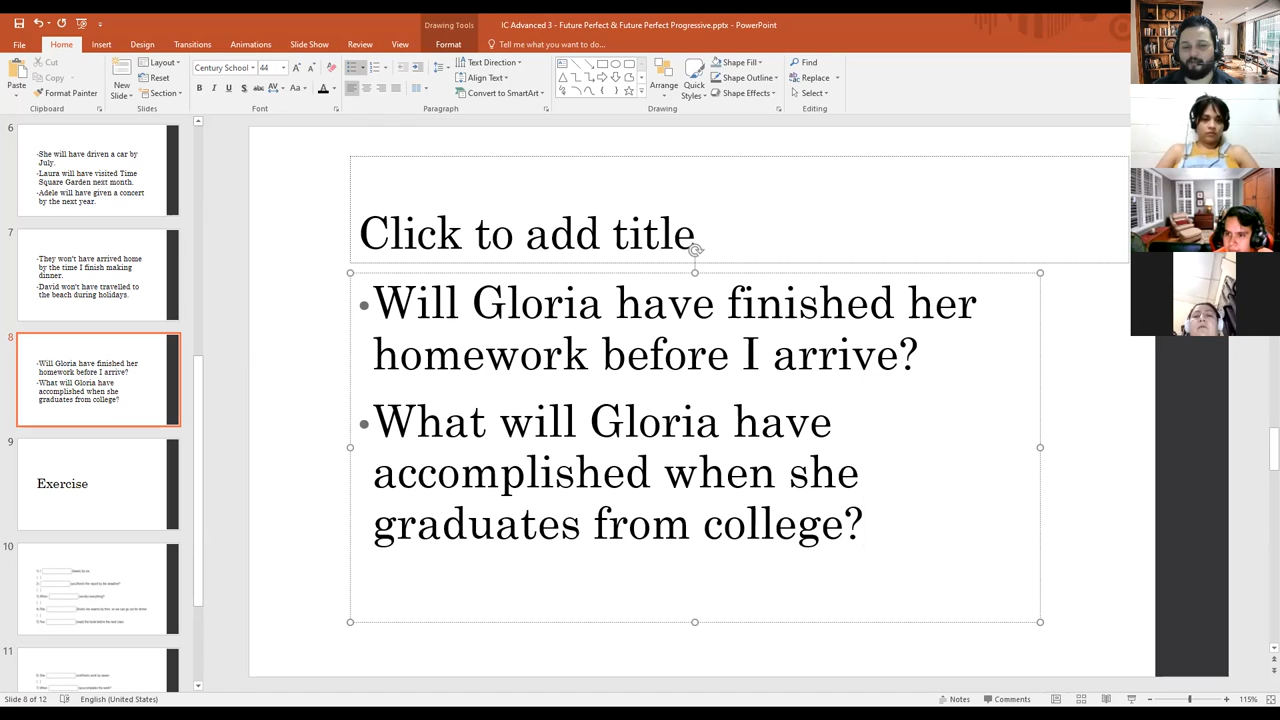 Drawing Tools
IC Advanced 3 - Future Perfect & Future Perfect Progressive.pptx - PowerPoint
File Home Insert Design Transitions Animations Slide Show Review View Format Tell me what you want to do...
Paste
Cut
Copy
Format Painter
Clipboard
New
Slide
Layout
Reset
Section
Slides
Century School 44
B I U S abc AV Aa A
Font
Text Direction
Align Text
Convert to SmartArt
Paragraph
Arrange
Quick
Styles
Shape Fill
Shape Outline
Shape Effects
Drawing
Find
Replace
Select
Editing
6
-She will have driven a car by
July.
-Laura will have visited Time
Square Garden next month.
-Adele will have given a concert
by the next year.
7
-They won't have arrived home
by the time I finish making
dinner.
-David won't have travelled to
the beach during holidays.
8
-Will Gloria have finished her
homework before I arrive?
-What will Gloria have
accomplished when she
graduates from college?
9
Exercise
10
11
Click to add title
•Will Gloria have finished her
homework before I arrive?
•What will Gloria have
accomplished when she
graduates from college?
Slide 8 of 12 English (United States) Notes Comments 115%